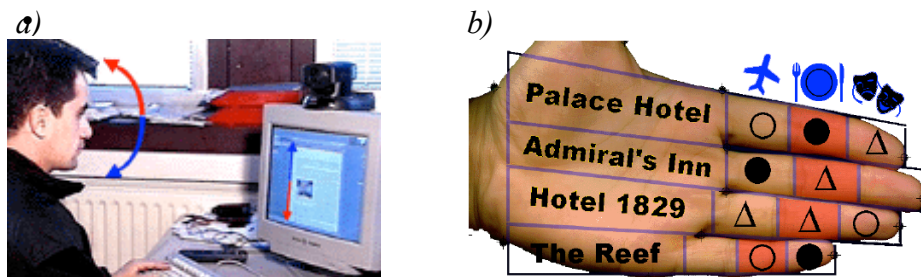 a)
b)
Palace Hotel
Admiral's Inn
Hotel 1829
The Reef